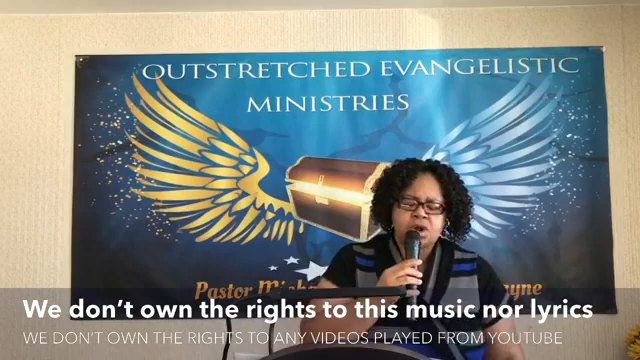 OUTSTRETCHED EVANGELISTIC
MINISTRIES
Pastor
We don't own the rights to this music nor lyrics
WE DON'T OWN THE RIGHTS TO ANY VIDEOS PLAYED FROM YOUTUBE